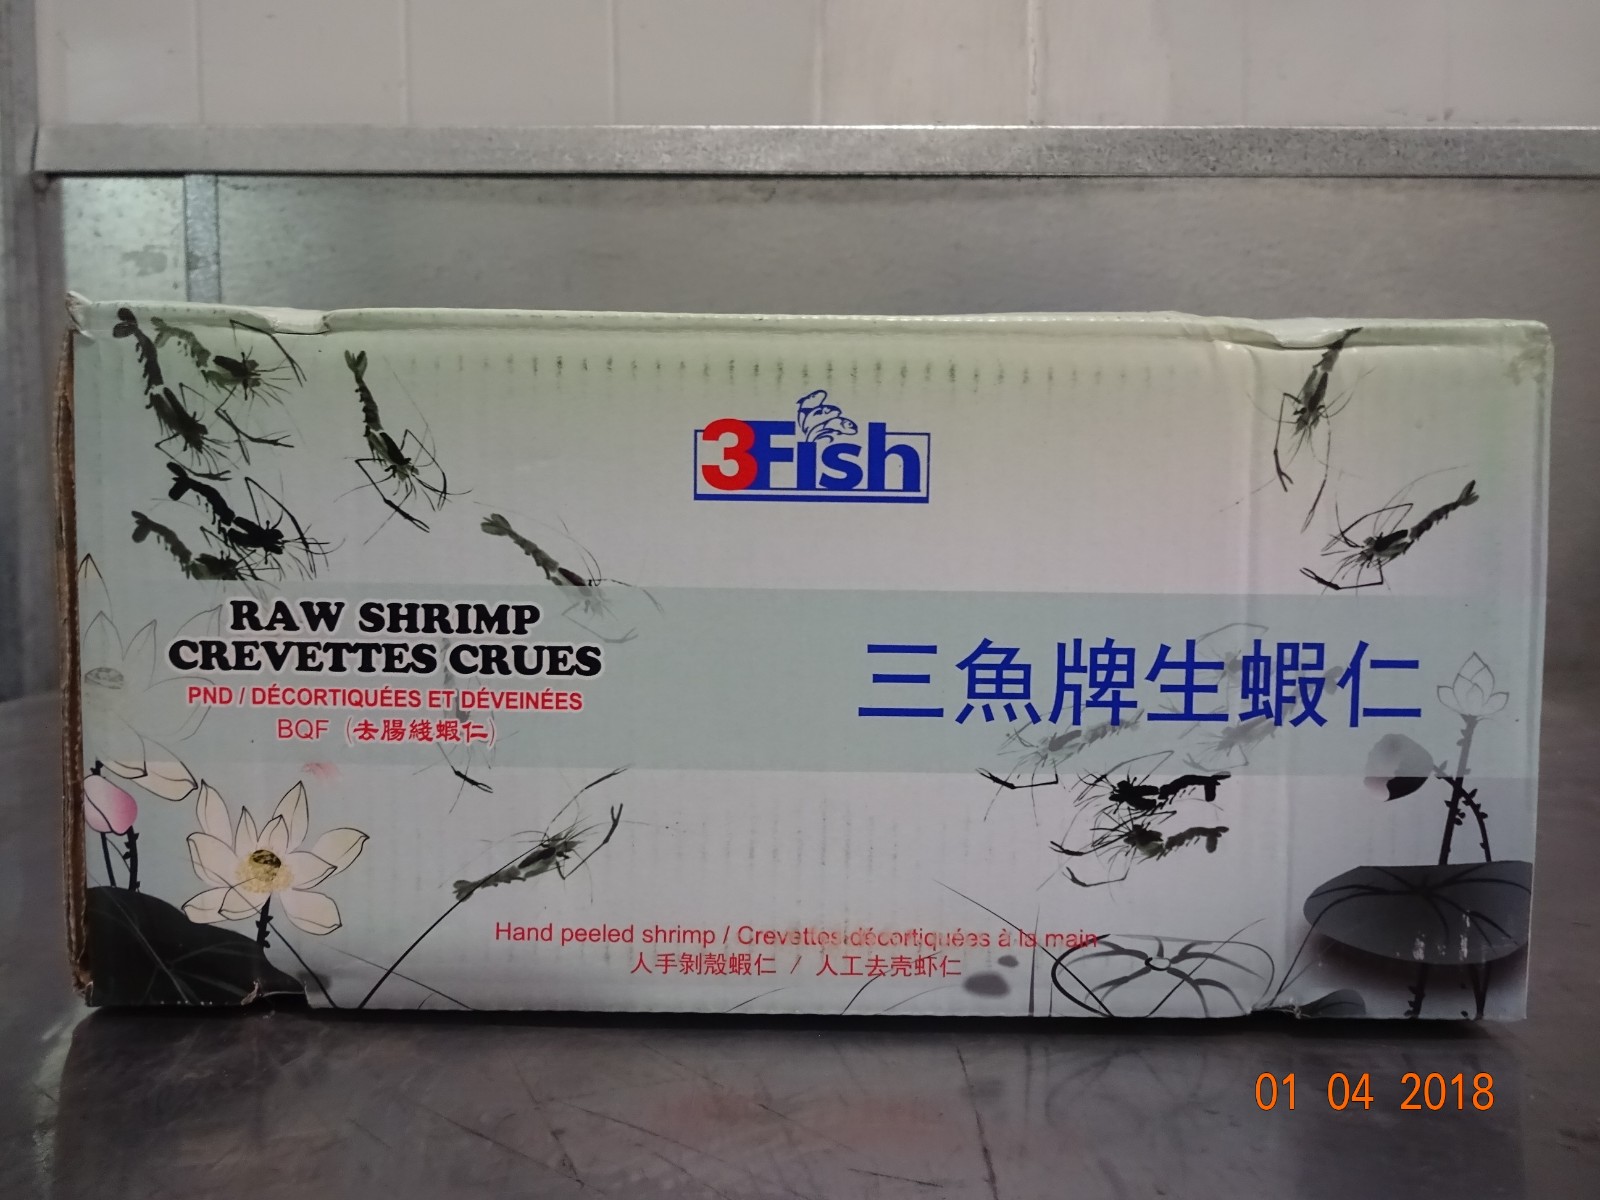 3Fish
RAW SHRIMP
CREVETTES CRUES
PND / DÉCORTIQUÉES ET DÉVEINÉES
BQF (去腸綫蝦仁)
三魚牌生蝦仁
Hand peeled shrimp / Crevettes décortiquées à la main
人手剝殼蝦仁 / 人工去壳虾仁
01 04 2018